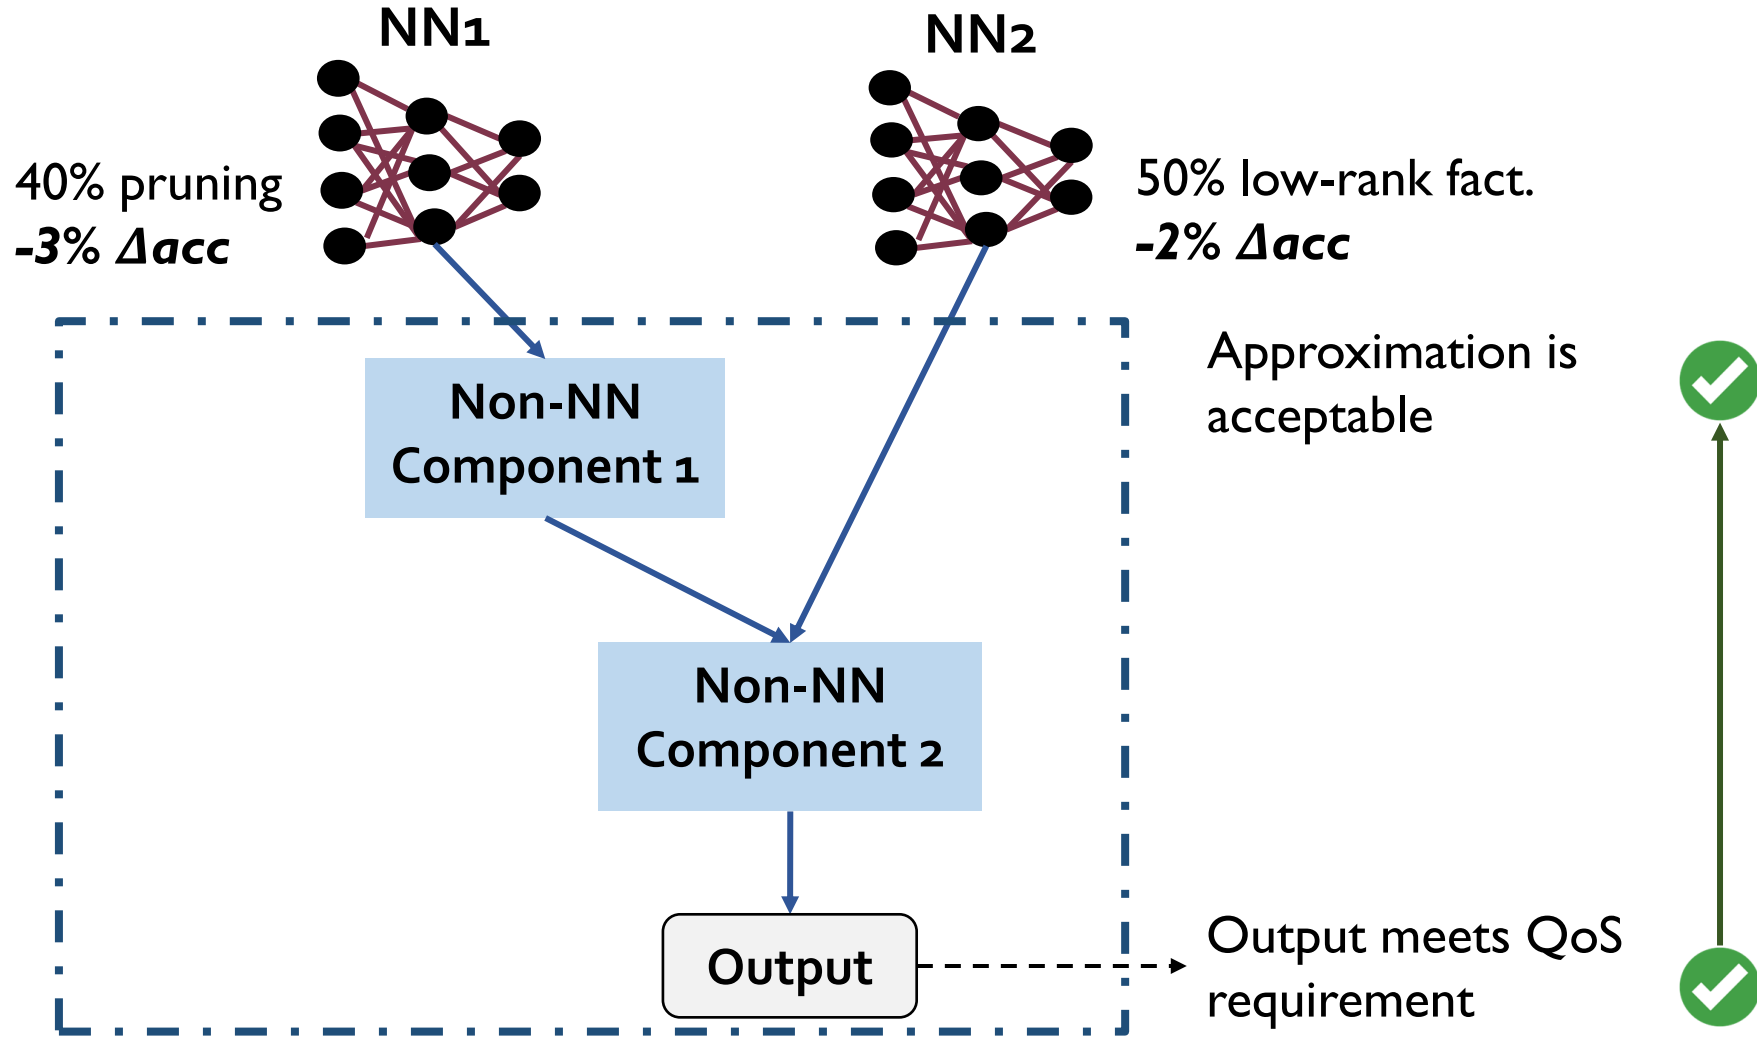 NN1
NN2
40% pruning
-3% Δacc
50% low-rank fact.
-2% Δacc
Non-NN
Component 1
Approximation is
acceptable
Non-NN
Component 2
Output
Output meets QoS
requirement